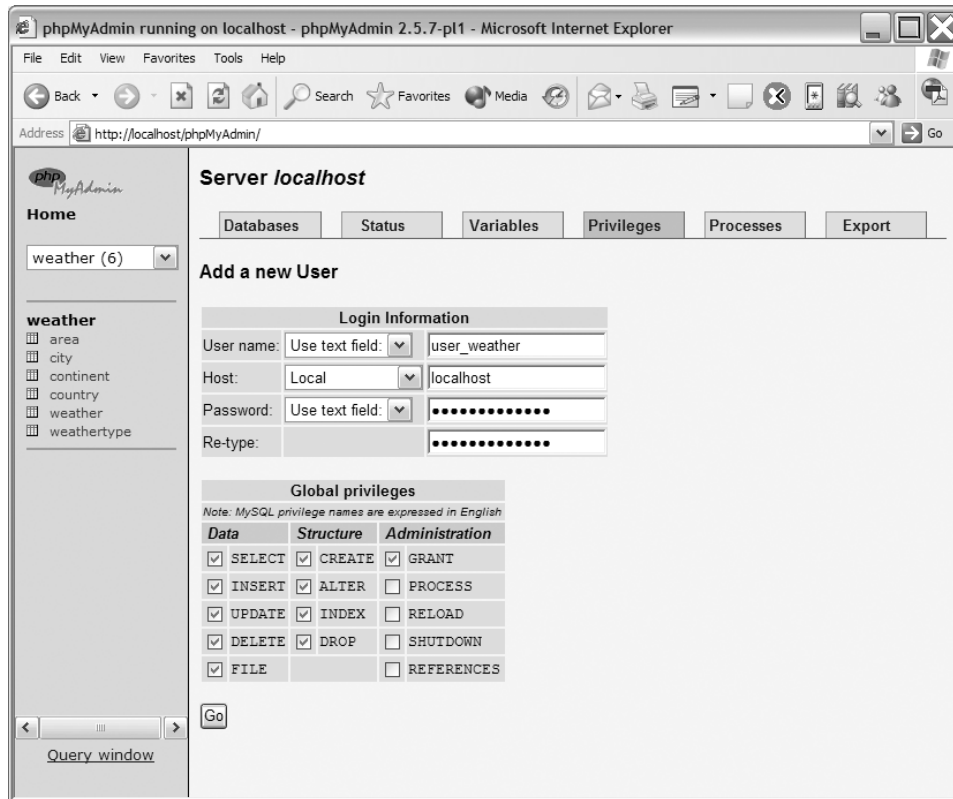 phpMyAdmin running on localhost - phpMyAdmin 2.5.7-pl1 - Microsoft Internet Explorer
File Edit View Favorites Tools Help
Back Search Favorites Media
Address http://localhost/phpMyAdmin/ Go
php
MyAdmin
Home
weather (6)
weather
area
city
continent
country
weather
weathertype
Query window
Server localhost
Databases Status Variables Privileges Processes Export
Add a new User
Login Information
User name: Use text field: user_weather
Host: Local localhost
Password: Use text field: •••••••••••••
Re-type: •••••••••••••
Global privileges
Note: MySQL privilege names are expressed in English
Data Structure Administration
SELECT CREATE GRANT
INSERT ALTER PROCESS
UPDATE INDEX RELOAD
DELETE DROP SHUTDOWN
FILE REFERENCES
Go